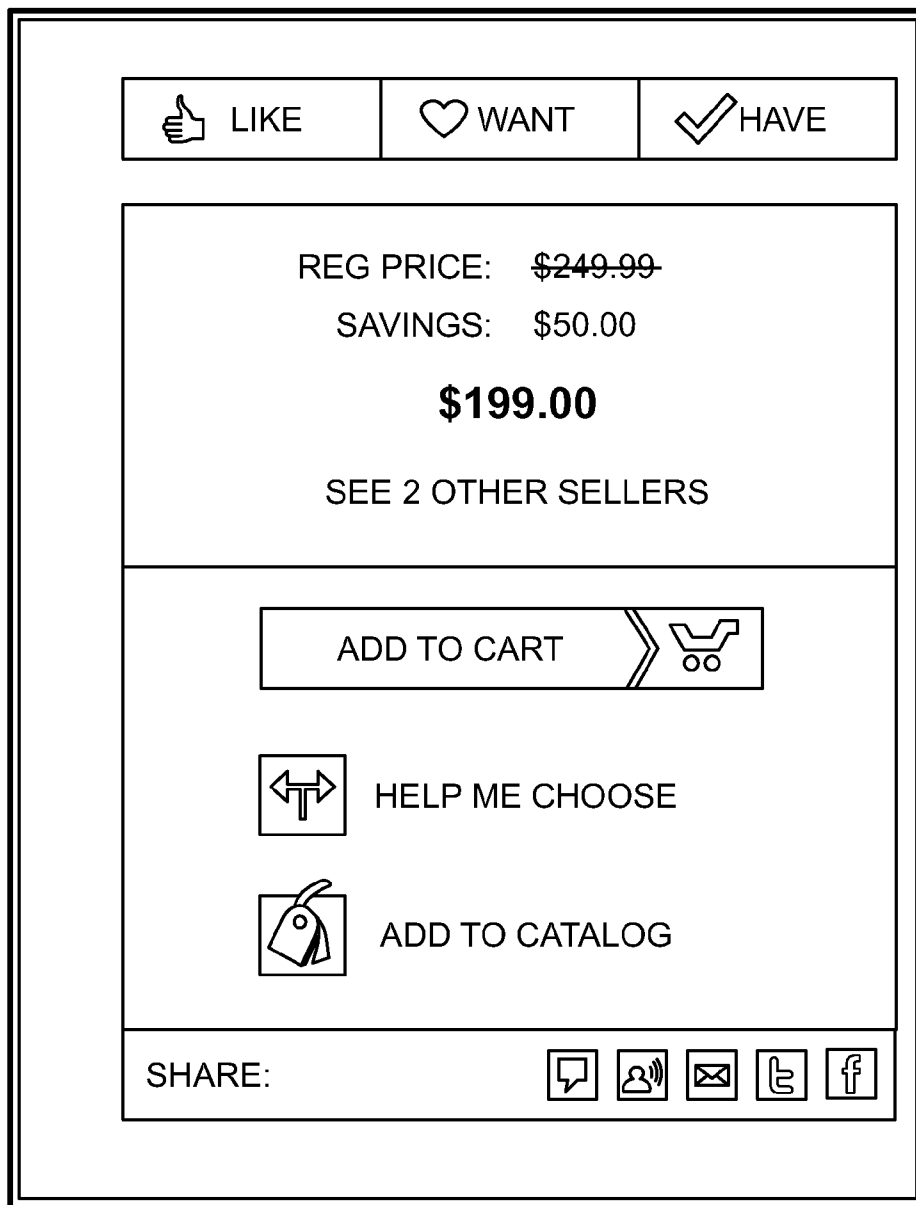 LIKE WANT HAVE
REG PRICE: $249.99
SAVINGS: $50.00
$199.00
SEE 2 OTHER SELLERS
ADD TO CART
HELP ME CHOOSE
ADD TO CATALOG
SHARE: t f